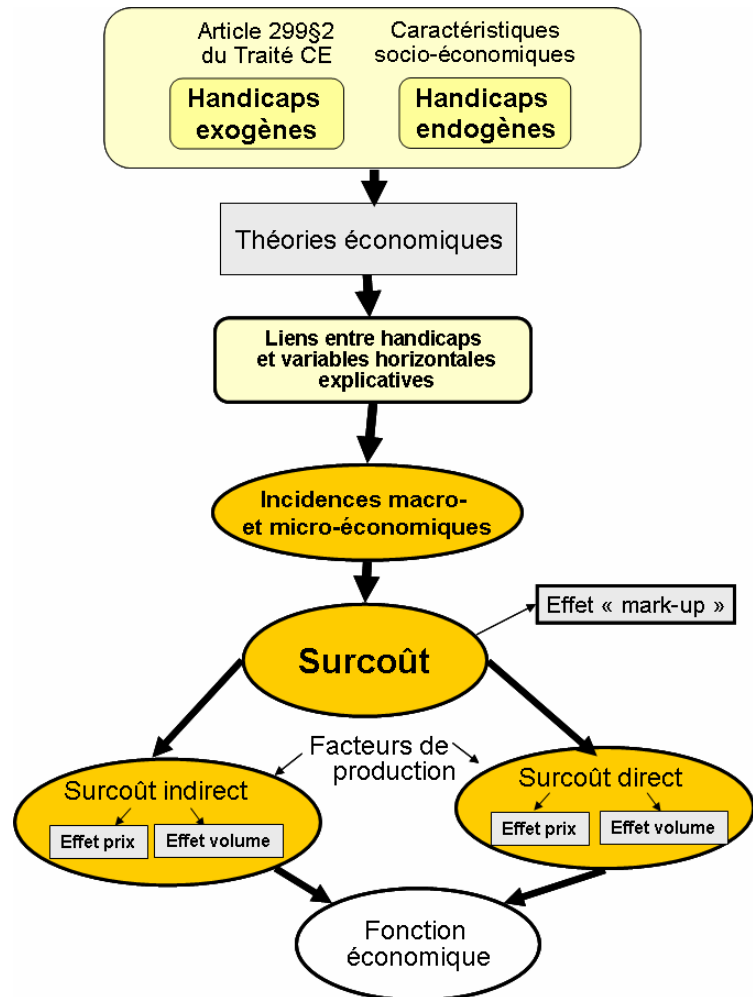 Article 299§2
du Traité CE
Caractéristiques
socio-économiques
Handicaps
exogènes
Handicaps
endogènes
Théories économiques
Liens entre handicaps
et variables horizontales
explicatives
Incidences macro-
et micro-économiques
Effet « mark-up »
Surcoût
Facteurs de
production
Surcoût indirect
Effet prix
Effet volume
Surcoût direct
Effet prix
Effet volume
Fonction
économique